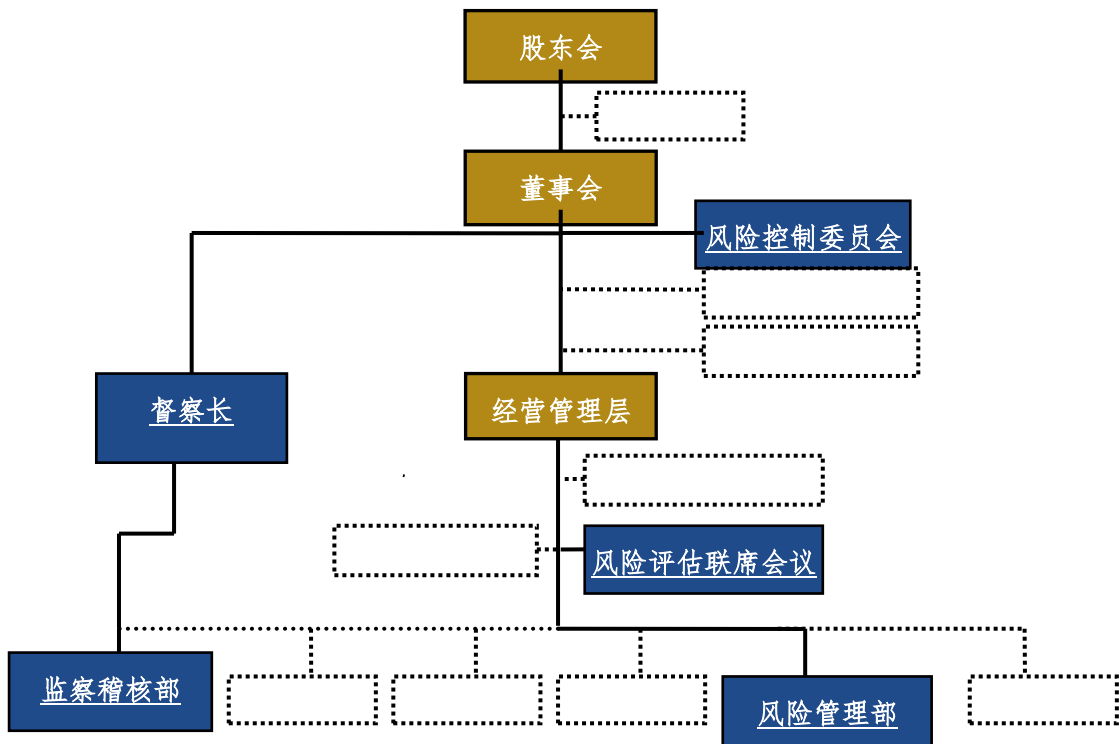 股东会
董事会
风险控制委员会
督察长
经营管理层
风险评估联席会议
监察稽核部
风险管理部